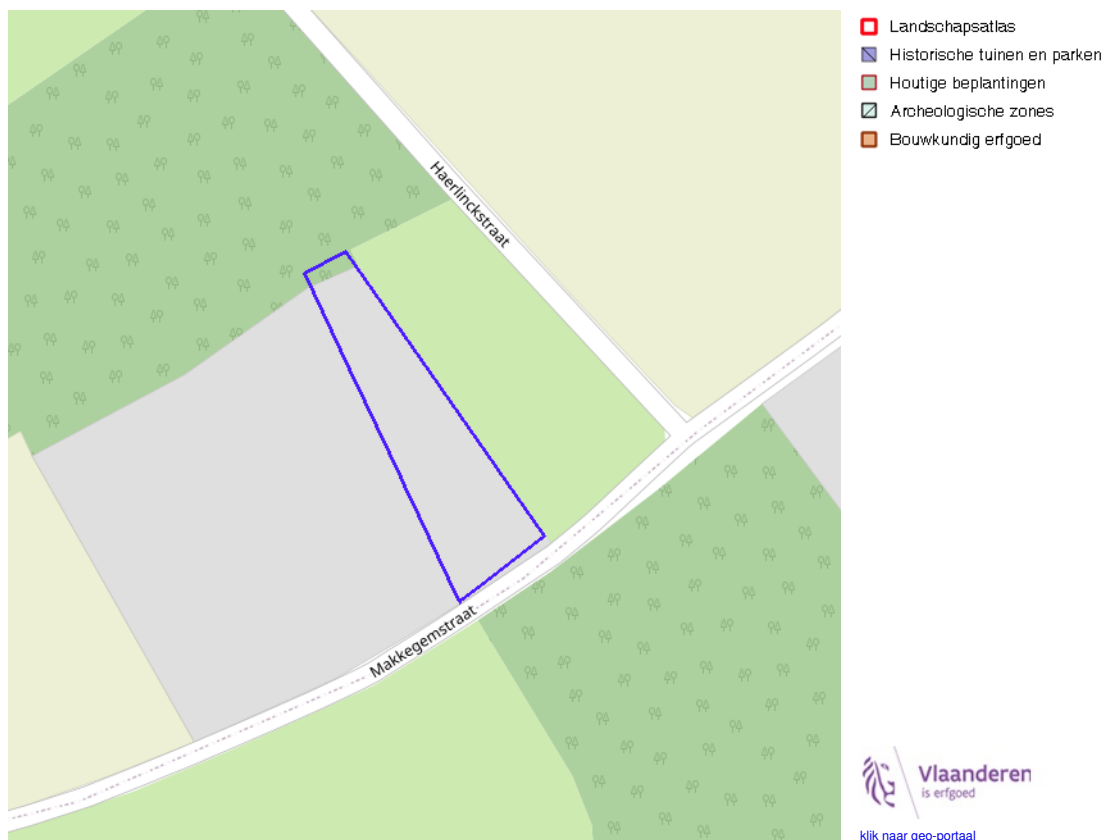 Landschapsatlas
Historische tuinen en parken
Houtige beplantingen
Archeologische zones
Bouwkundig erfgoed
Haerlinckstraat
Makkegemstraat
Vlaanderen
is erfgoed
klik naar geo-portaal